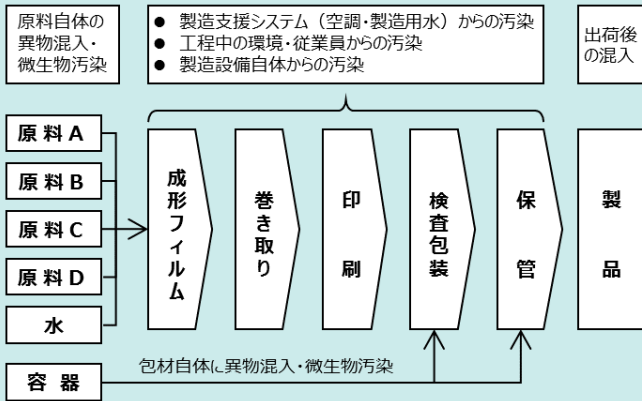 原料自体の
異物混入・
微生物汚染
● 製造支援システム（空調・製造用水）からの汚染
● 工程中の環境・従業員からの汚染
● 製造設備自体からの汚染
出荷後
の混入
原料A
原料B
原料C
原料D
水
容器
成形フィルム
巻き取り
印刷
検査包装
保管
製品
包材自体に異物混入・微生物汚染